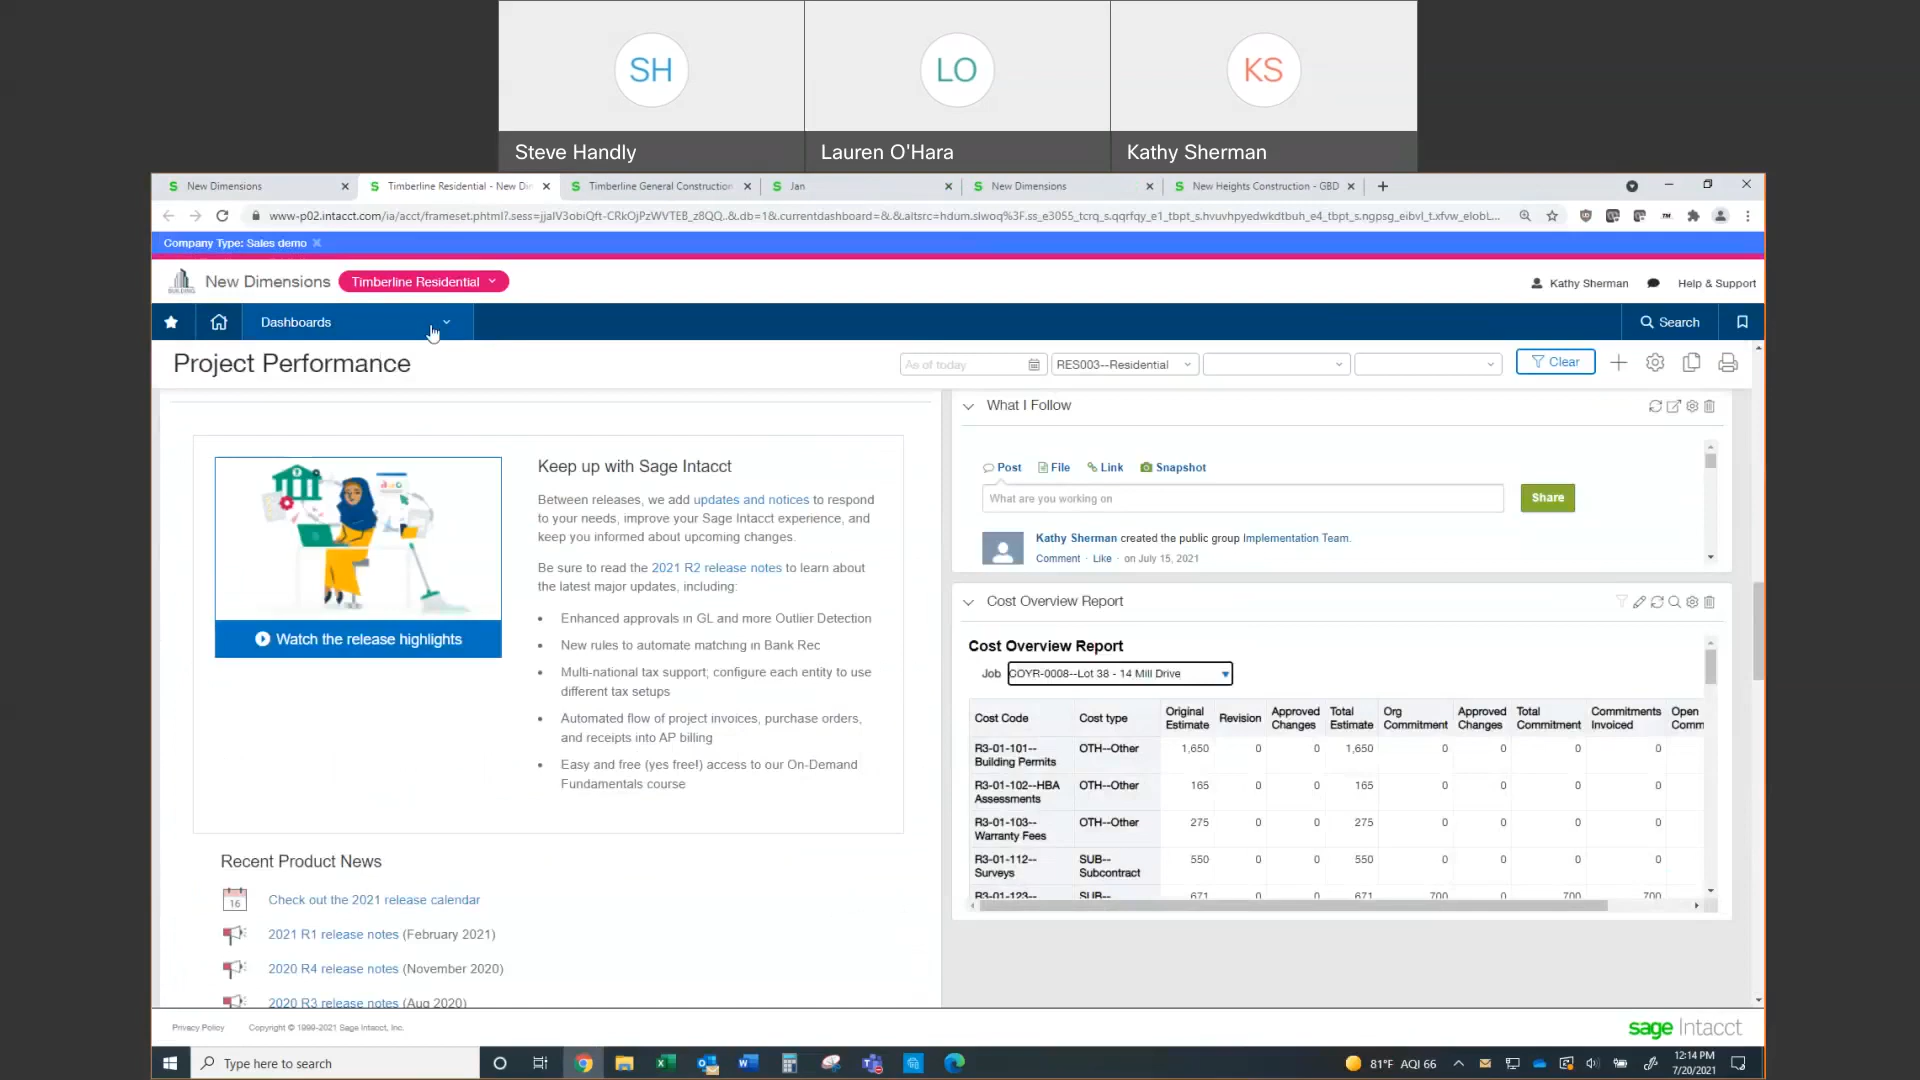 SH
LO
KS
Steve Handly
Lauren O'Hara
Kathy Sherman
New Dimensions
Timberline Residential - New Din
Timberline General Construction
Jan
New Dimensions
New Heights Construction - GBD
Company Type: Sales demo
New Dimensions
Timberline Residential
Kathy Sherman
Help & Support
Dashboards
Search
Project Performance
As of today
RES003--Residential
Clear
Keep up with Sage Intacct
Between releases, we add updates and notices to respond
to your needs, improve your Sage Intacct experience, and
keep you informed about upcoming changes.
Be sure to read the 2021 R2 release notes to learn about
the latest major updates, including:
Enhanced approvals in GL and more Outlier Detection
New rules to automate matching in Bank Rec
Multi-national tax support; configure each entity to use
different tax setups
Automated flow of project invoices, purchase orders,
and receipts into AP billing
Easy and free (yes free!) access to our On-Demand
Fundamentals course
Watch the release highlights
Recent Product News
16
Check out the 2021 release calendar
2021 R1 release notes (February 2021)
2020 R4 release notes (November 2020)
2020 R3 release notes (Aug 2020)
What I Follow
Post File Link Snapshot
What are you working on
Share
Kathy Sherman created the public group Implementation Team.
Comment · Like · on July 15, 2021
Cost Overview Report
Cost Overview Report
Job COYR-0008--Lot 38 - 14 Mill Drive
Cost Code Cost type Original Estimate Revision Approved Changes Total Estimate Org Commitment Approved Changes Total Commitment Commitments Invoiced Open Comm
R3-01-101--Building Permits OTH--Other 1,650 0 0 1,650 0 0 0 0
R3-01-102--HBA Assessments OTH--Other 165 0 0 165 0 0 0 0
R3-01-103--Warranty Fees OTH--Other 275 0 0 275 0 0 0 0
R3-01-112--Surveys SUB--Subcontract 550 0 0 550 0 0 0 0
R3-01-123-- SUB-- 671 0 0 671 700 0 700 700
Privacy Policy
Copyright © 1999-2021 Sage Intacct, Inc.
sage Intacct
Type here to search
81°F AQI 66
12:14 PM
7/20/2021